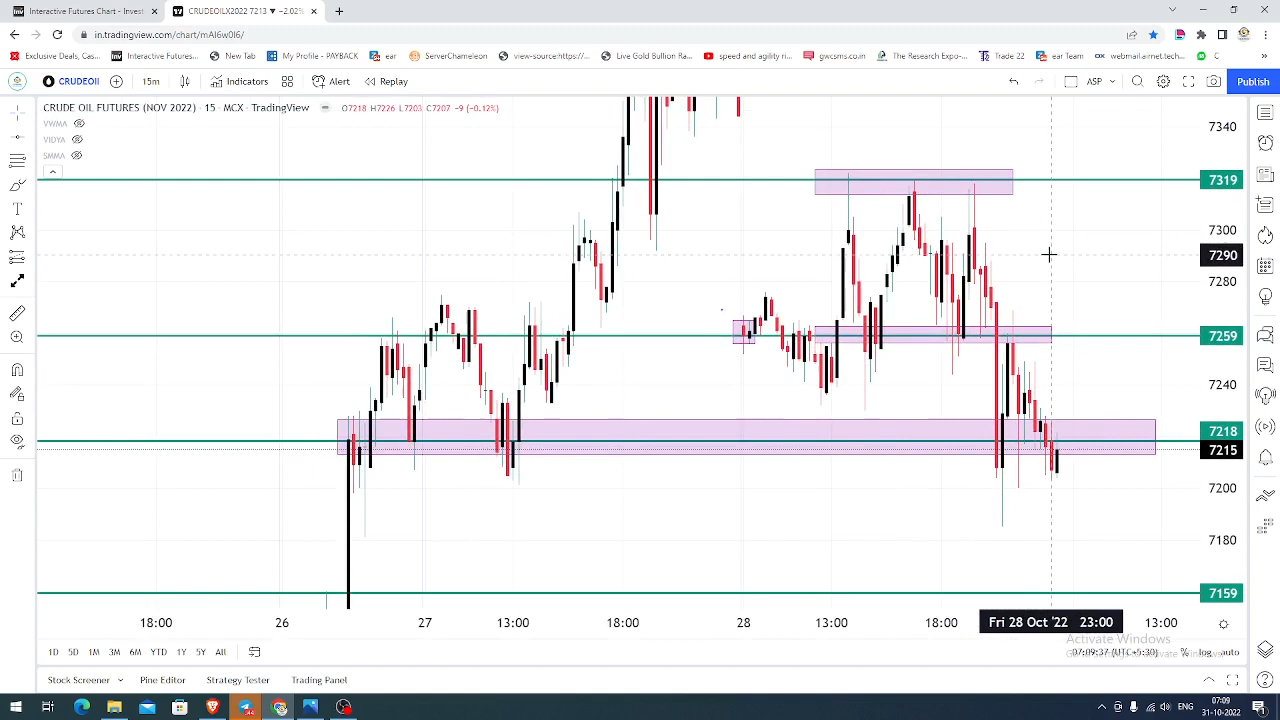 Interactive Futures Chart - Invest
CRUDEOILX2022 7213 ▼ −2.02%
in.tradingview.com/chart/mAI6w0I6/
Exclusive Deals, Gas...
Interactive Futures...
New Tab
My Profile - PAYBACK
ear
ServerCheameleon
view-source:https://...
Live Gold Bullion Ra...
speed and agility ri...
gwcsms.co.in
The Research Expo...
Trade 22
ear Team
webmail.airnet.tech...
CRUDEOII
15m
Indicators
Alert
Replay
ASP
Publish
CRUDE OIL FUTURES (NOV 2022) · 15 · MCX · TradingView
O7218 H7226 L7203 C7207 −9 (−0.12%)
VWMA
VIDYA
SMMA
7340
7319
7300
7290
7280
7259
7240
7218
7215
7200
7180
7159
18:00
26
27
13:00
18:00
28
13:00
18:00
Fri 28 Oct '22 23:00
13:00
Activate Windows
1D 5D 1M 3M 6M YTD 1Y 5Y All
07:09:37 (UTC+5:30)
% log auto
Stock Screener
Pine Editor
Strategy Tester
Trading Panel
ENG
07:09
31-10-2022